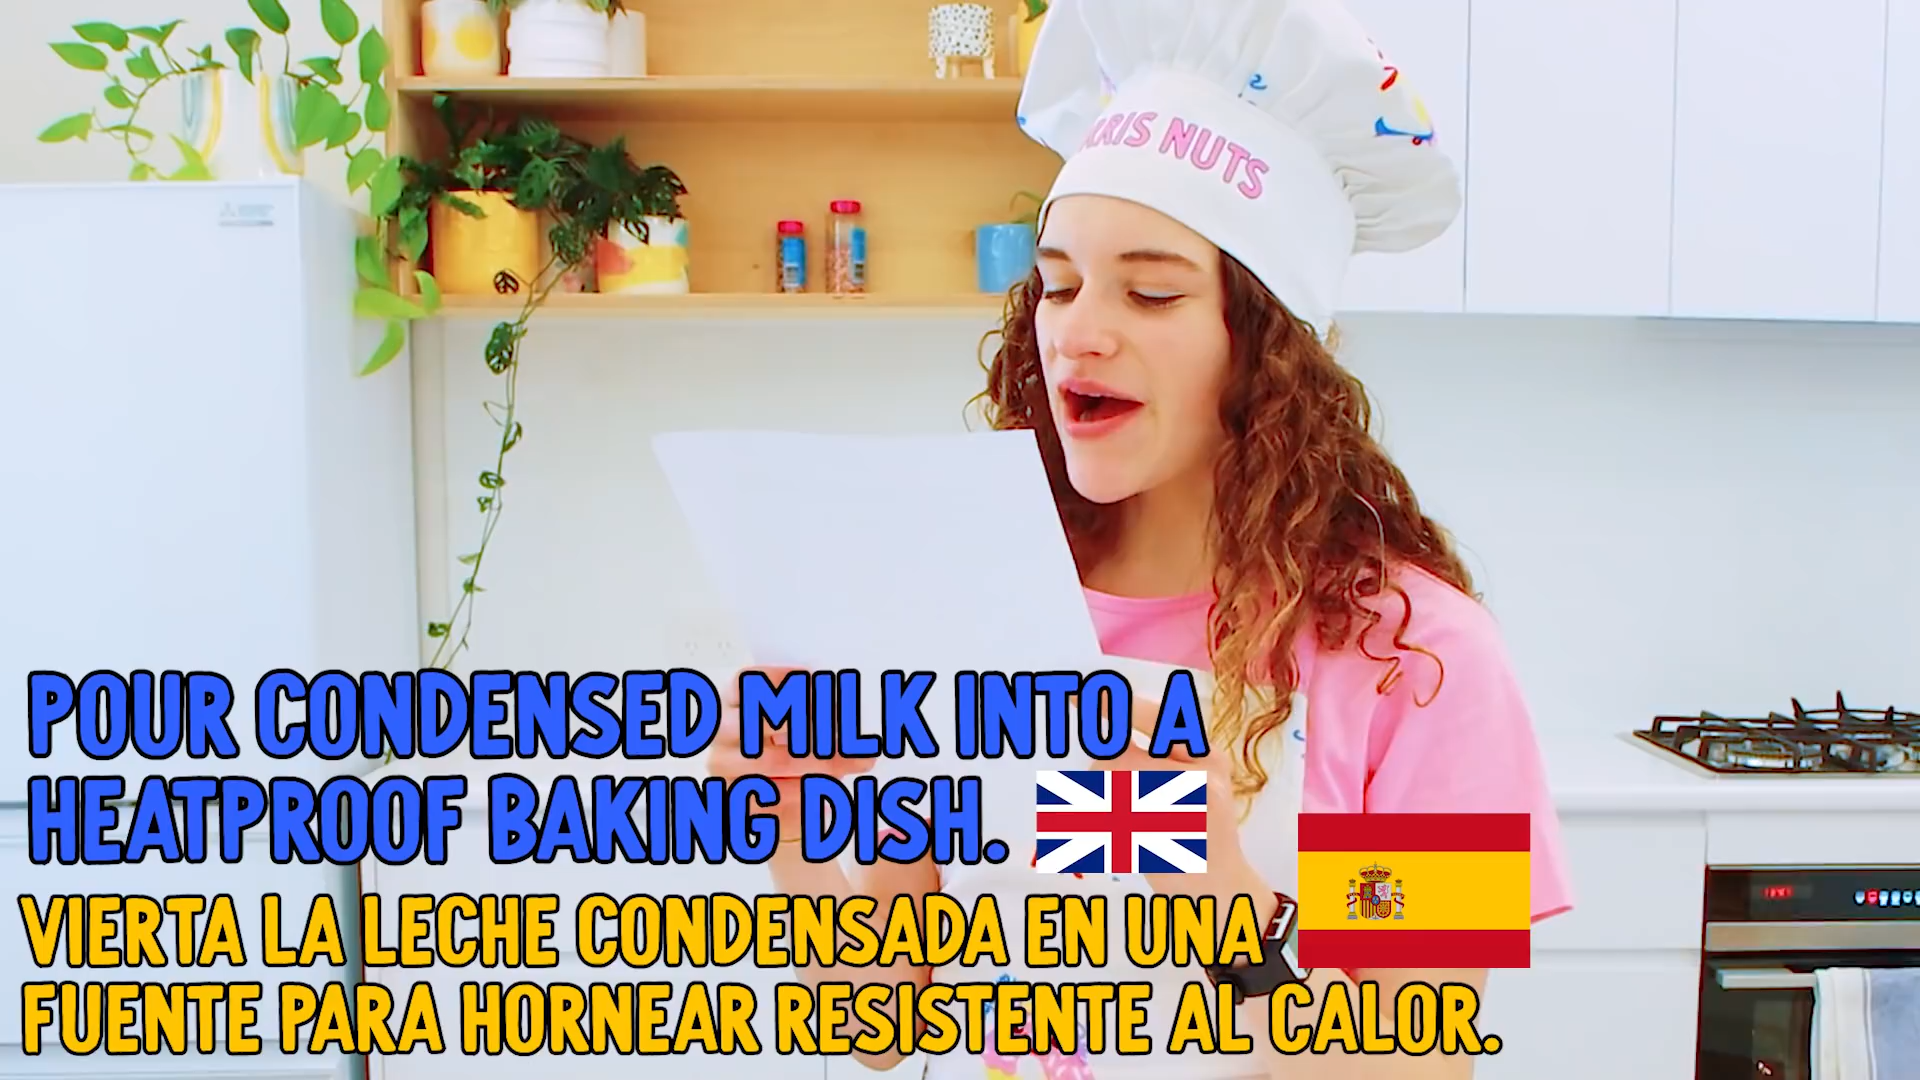 RRIS NUTS
POUR CONDENSED MILK INTO A
HEATPROOF BAKING DISH.
VIERTA LA LECHE CONDENSADA EN UNA
FUENTE PARA HORNEAR RESISTENTE AL CALOR.